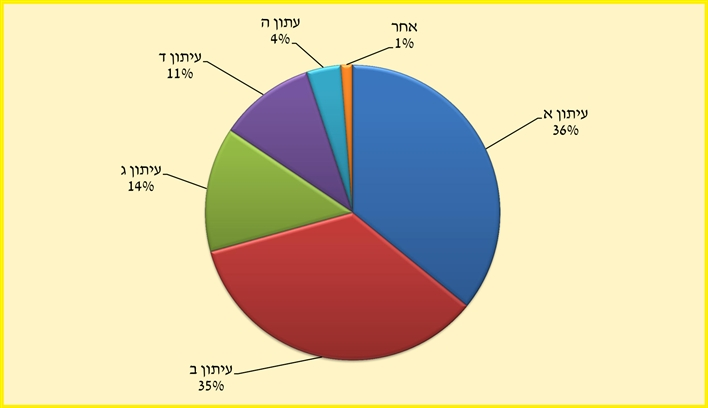 עתון ה
4%
אחר
1%
עיתון ד
11%
עיתון א
36%
עיתון ג
14%
עיתון ב
35%